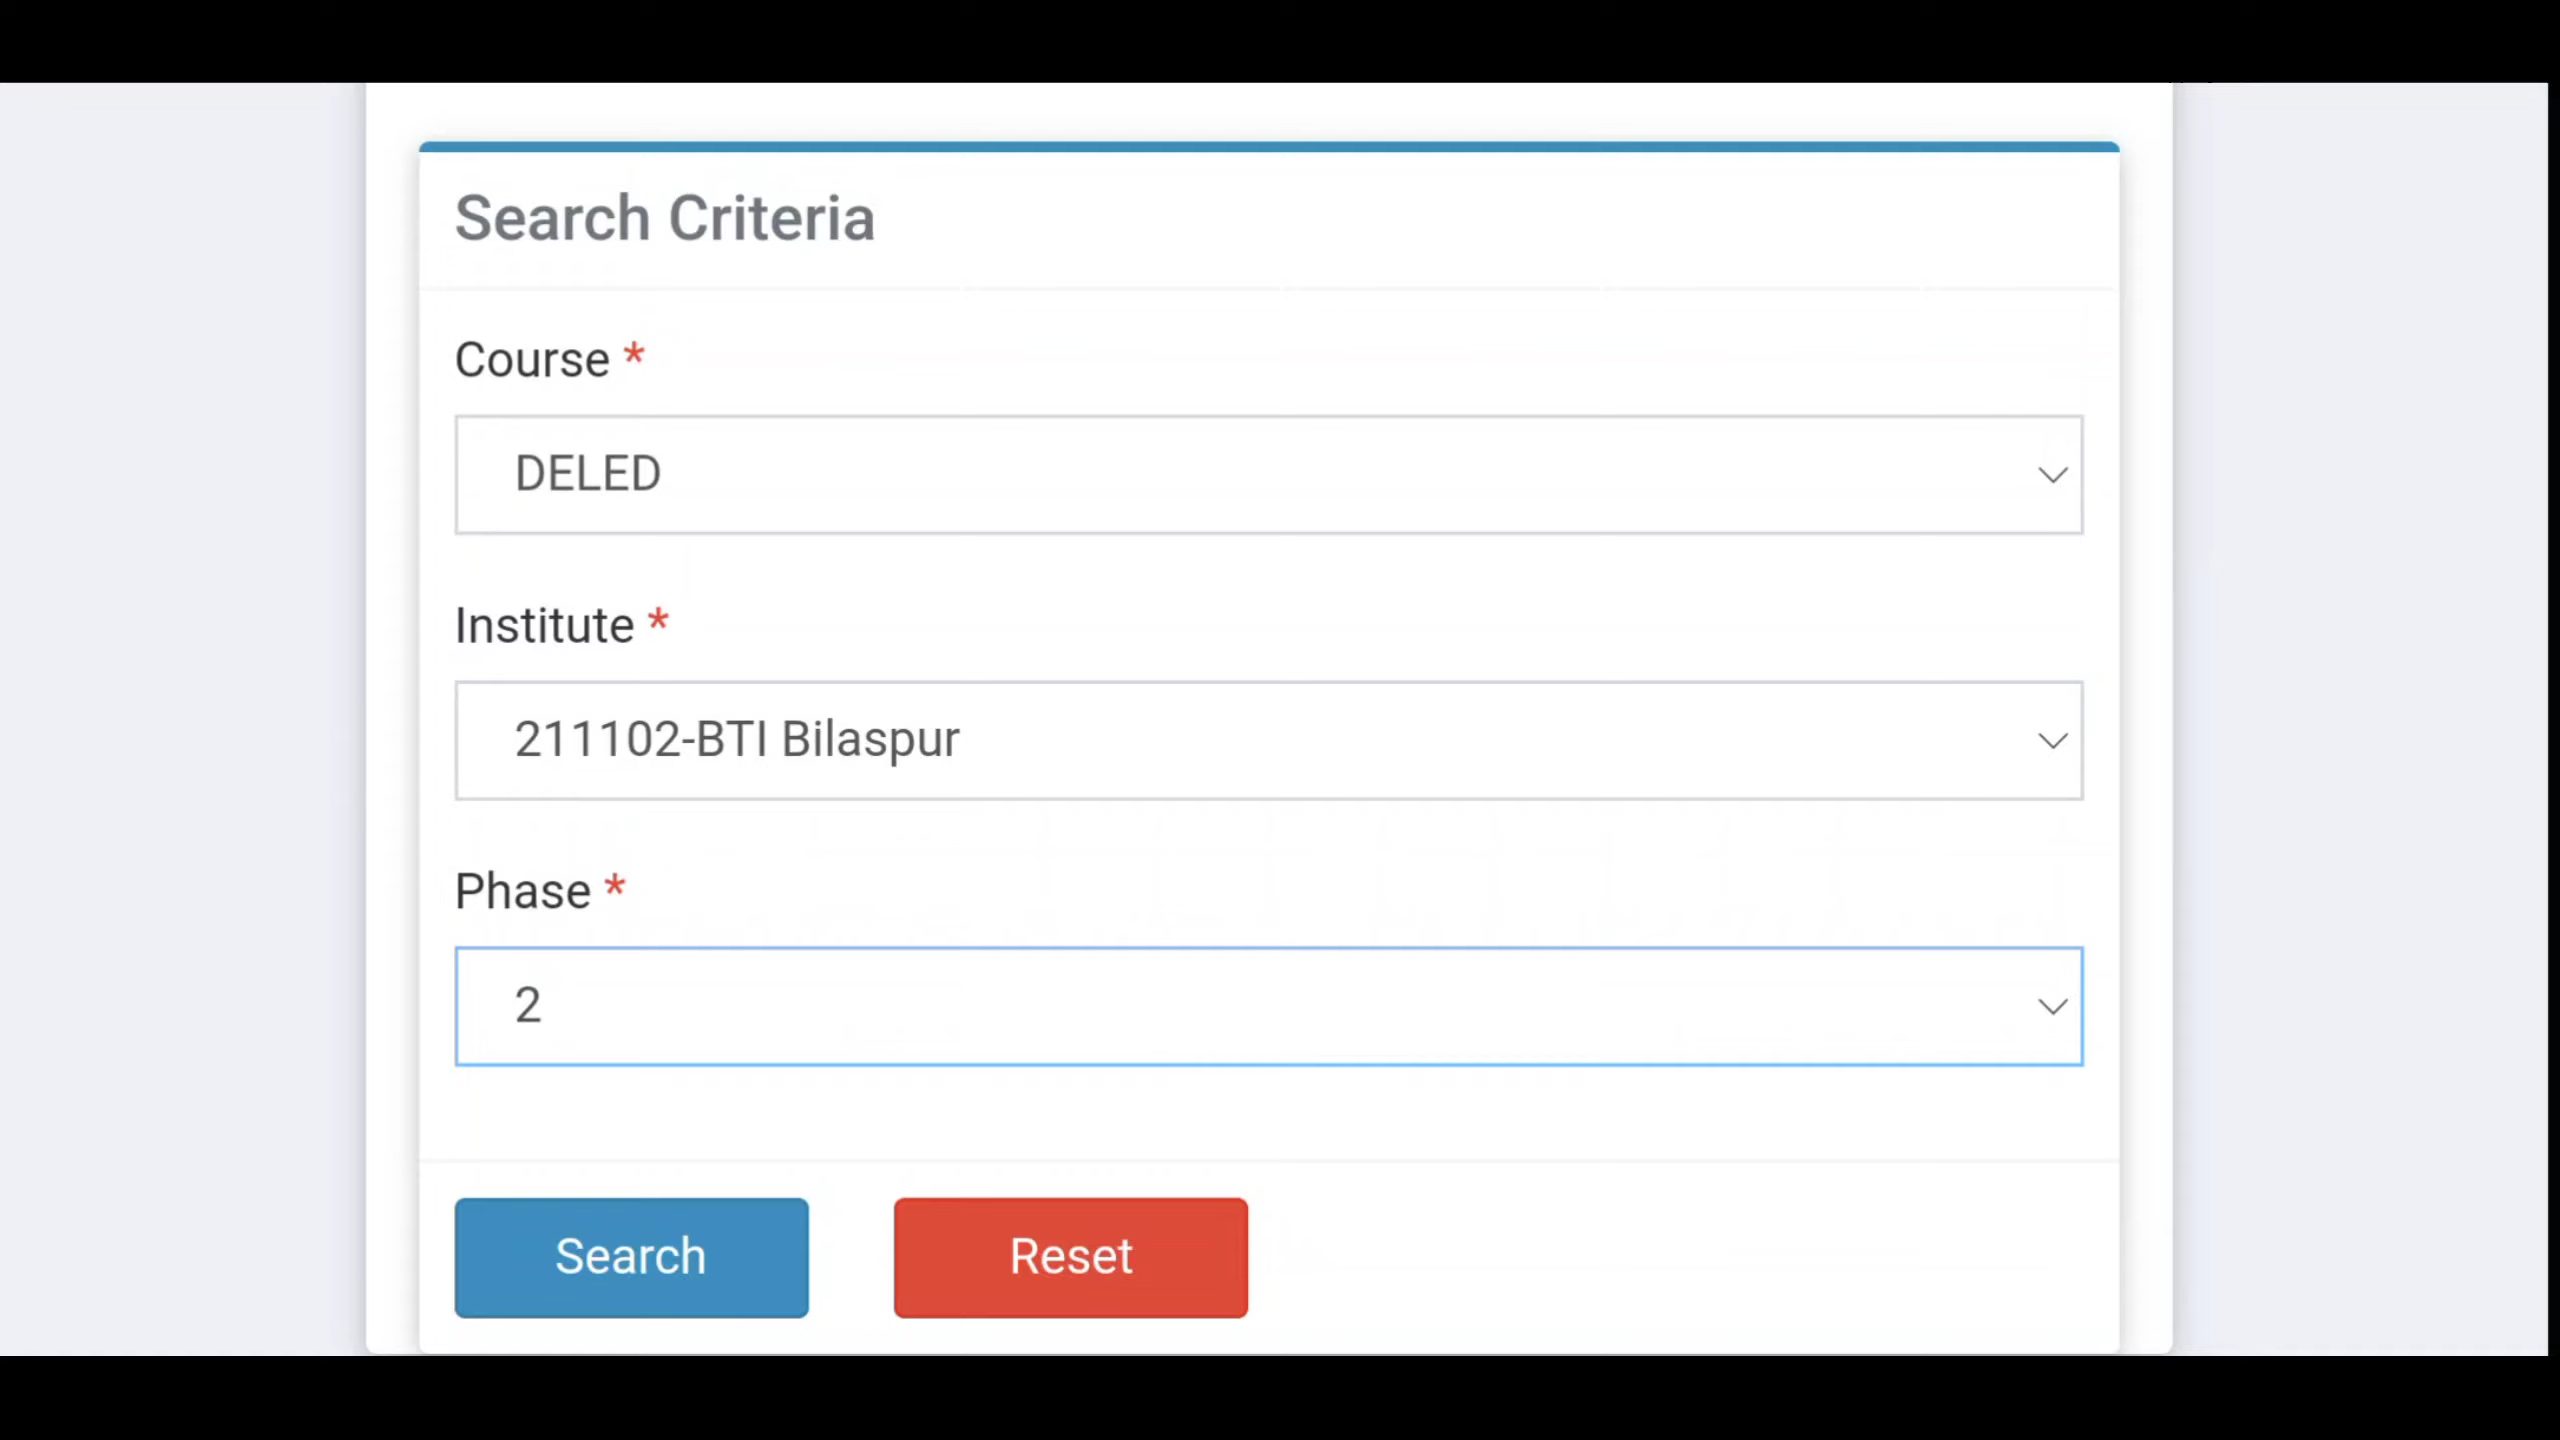 Search Criteria
Course *
DELED
Institute *
211102-BTI Bilaspur
Phase *
2
Search
Reset